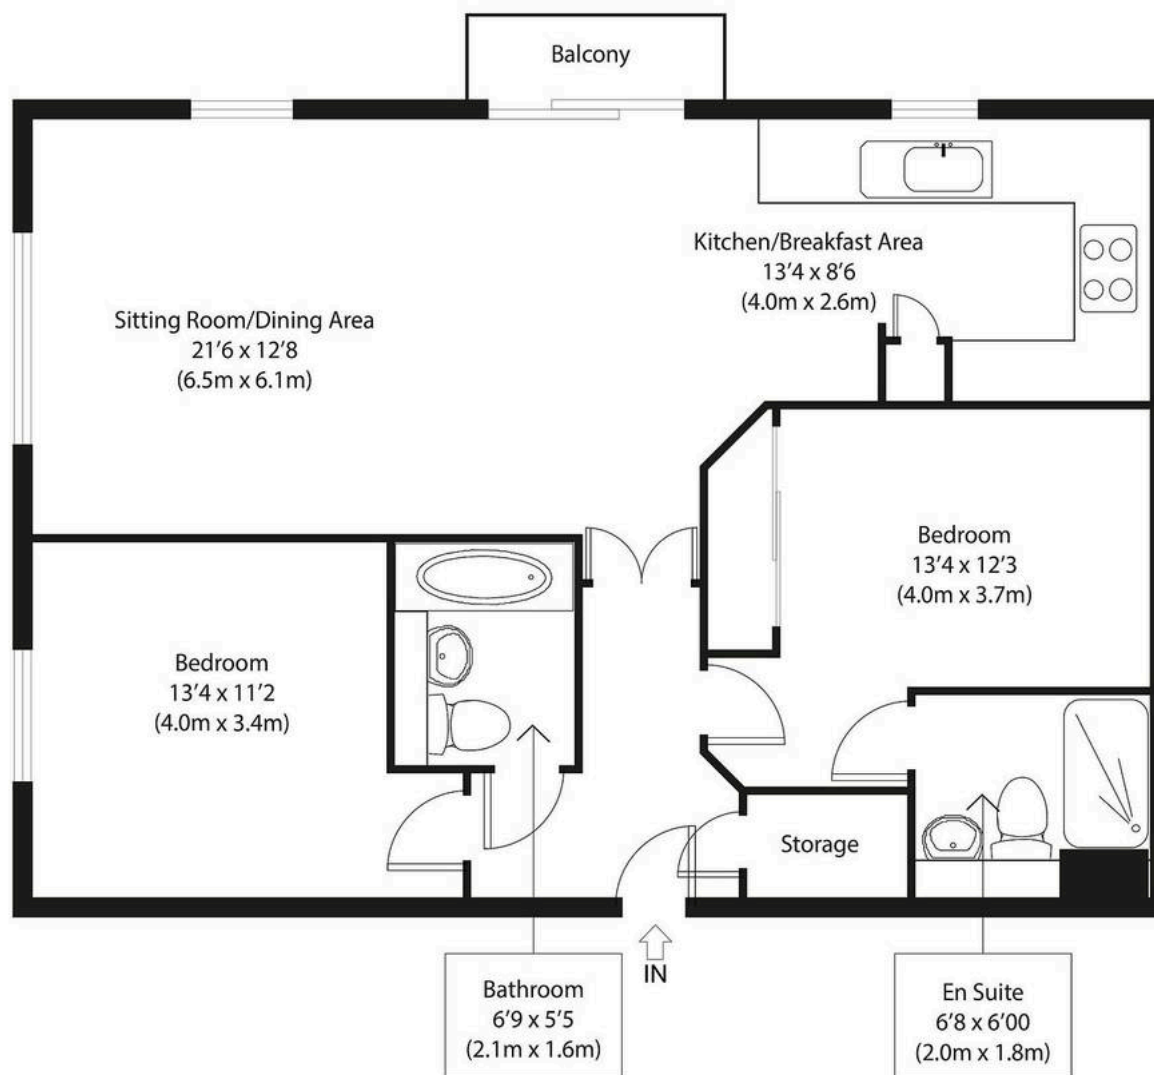 Balcony
Kitchen/Breakfast Area
13’4 x 8’6
(4.0m x 2.6m)
Sitting Room/Dining Area
21’6 x 12’8
(6.5m x 6.1m)
Bedroom
13’4 x 12’3
(4.0m x 3.7m)
Bedroom
13’4 x 11’2
(4.0m x 3.4m)
Storage
IN
Bathroom
6’9 x 5’5
(2.1m x 1.6m)
En Suite
6’8 x 6’00
(2.0m x 1.8m)